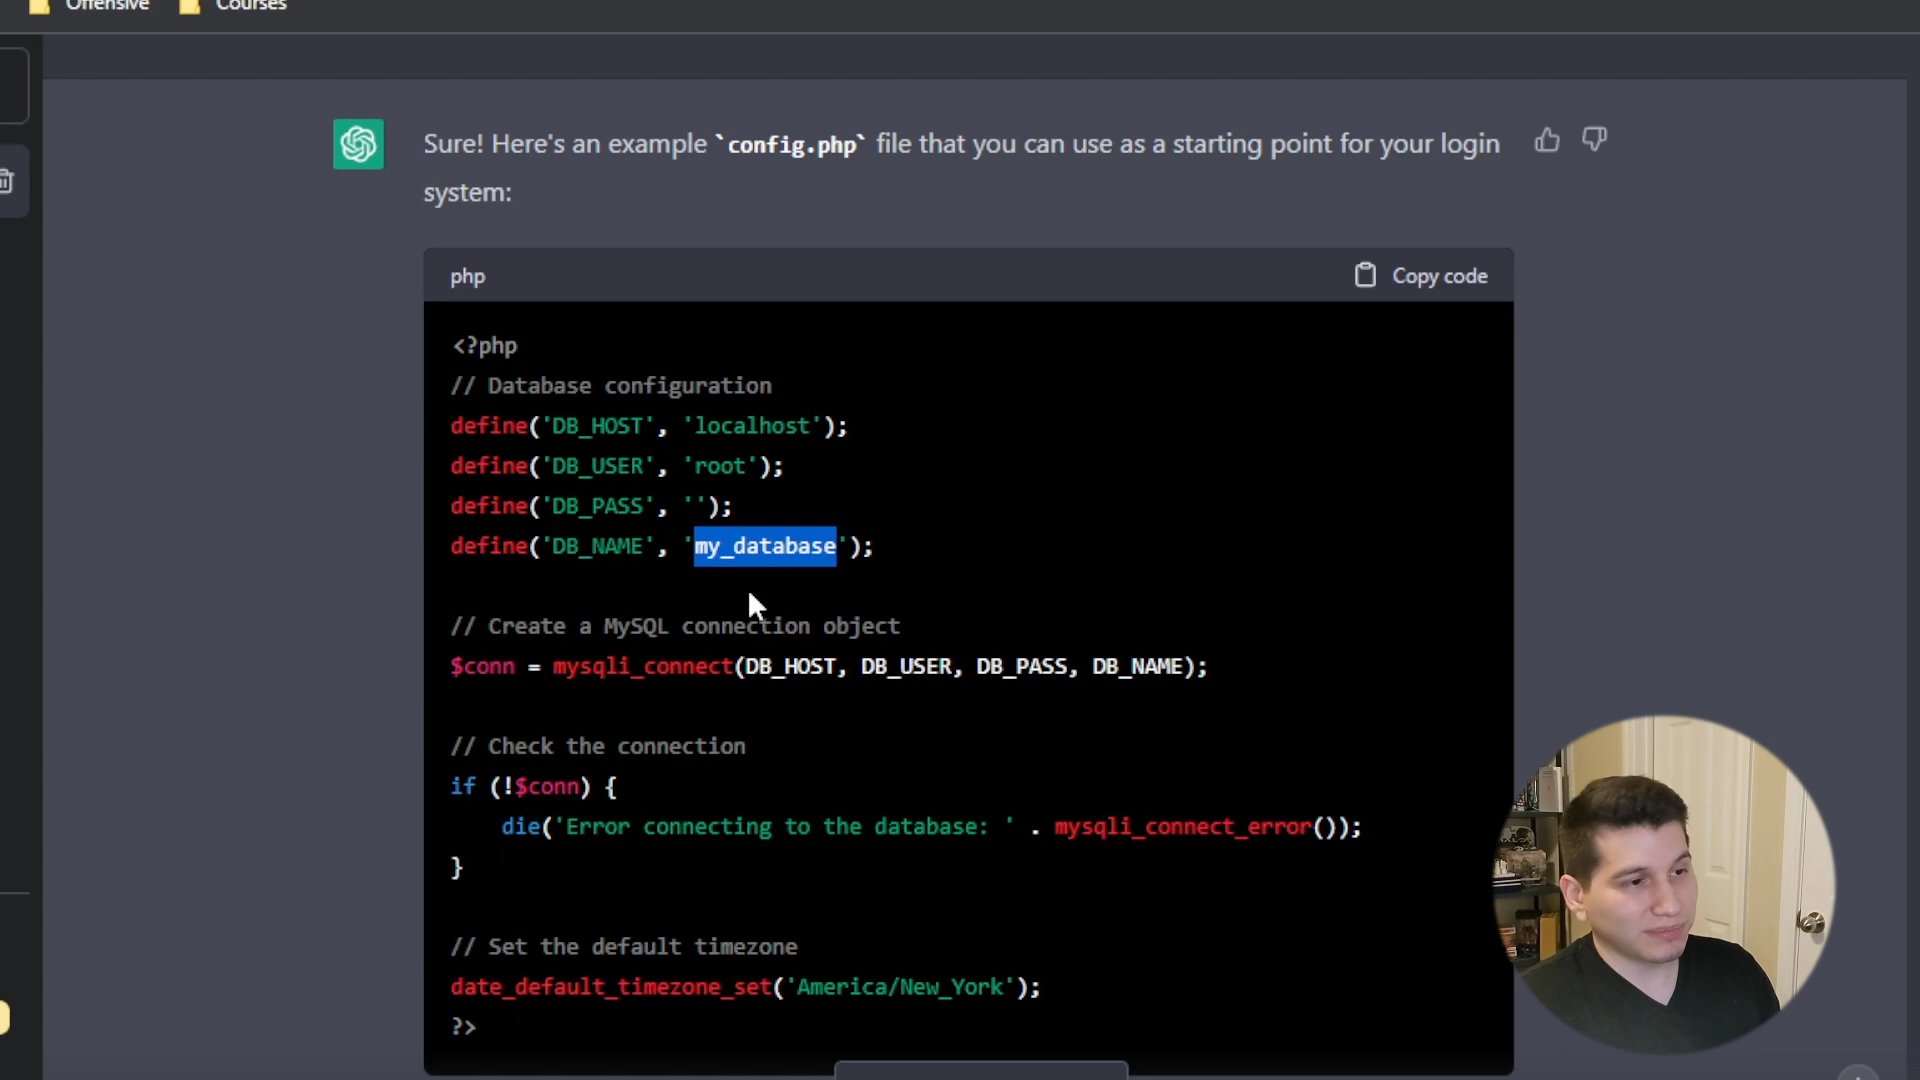 Offensive Courses
Sure! Here's an example `config.php` file that you can use as a starting point for your login
system:
php Copy code
<?php
// Database configuration
define('DB_HOST', 'localhost');
define('DB_USER', 'root');
define('DB_PASS', '');
define('DB_NAME', 'my_database');
// Create a MySQL connection object
$conn = mysqli_connect(DB_HOST, DB_USER, DB_PASS, DB_NAME);
// Check the connection
if (!$conn) {
    die('Error connecting to the database: ' . mysqli_connect_error());
}
// Set the default timezone
date_default_timezone_set('America/New_York');
?>